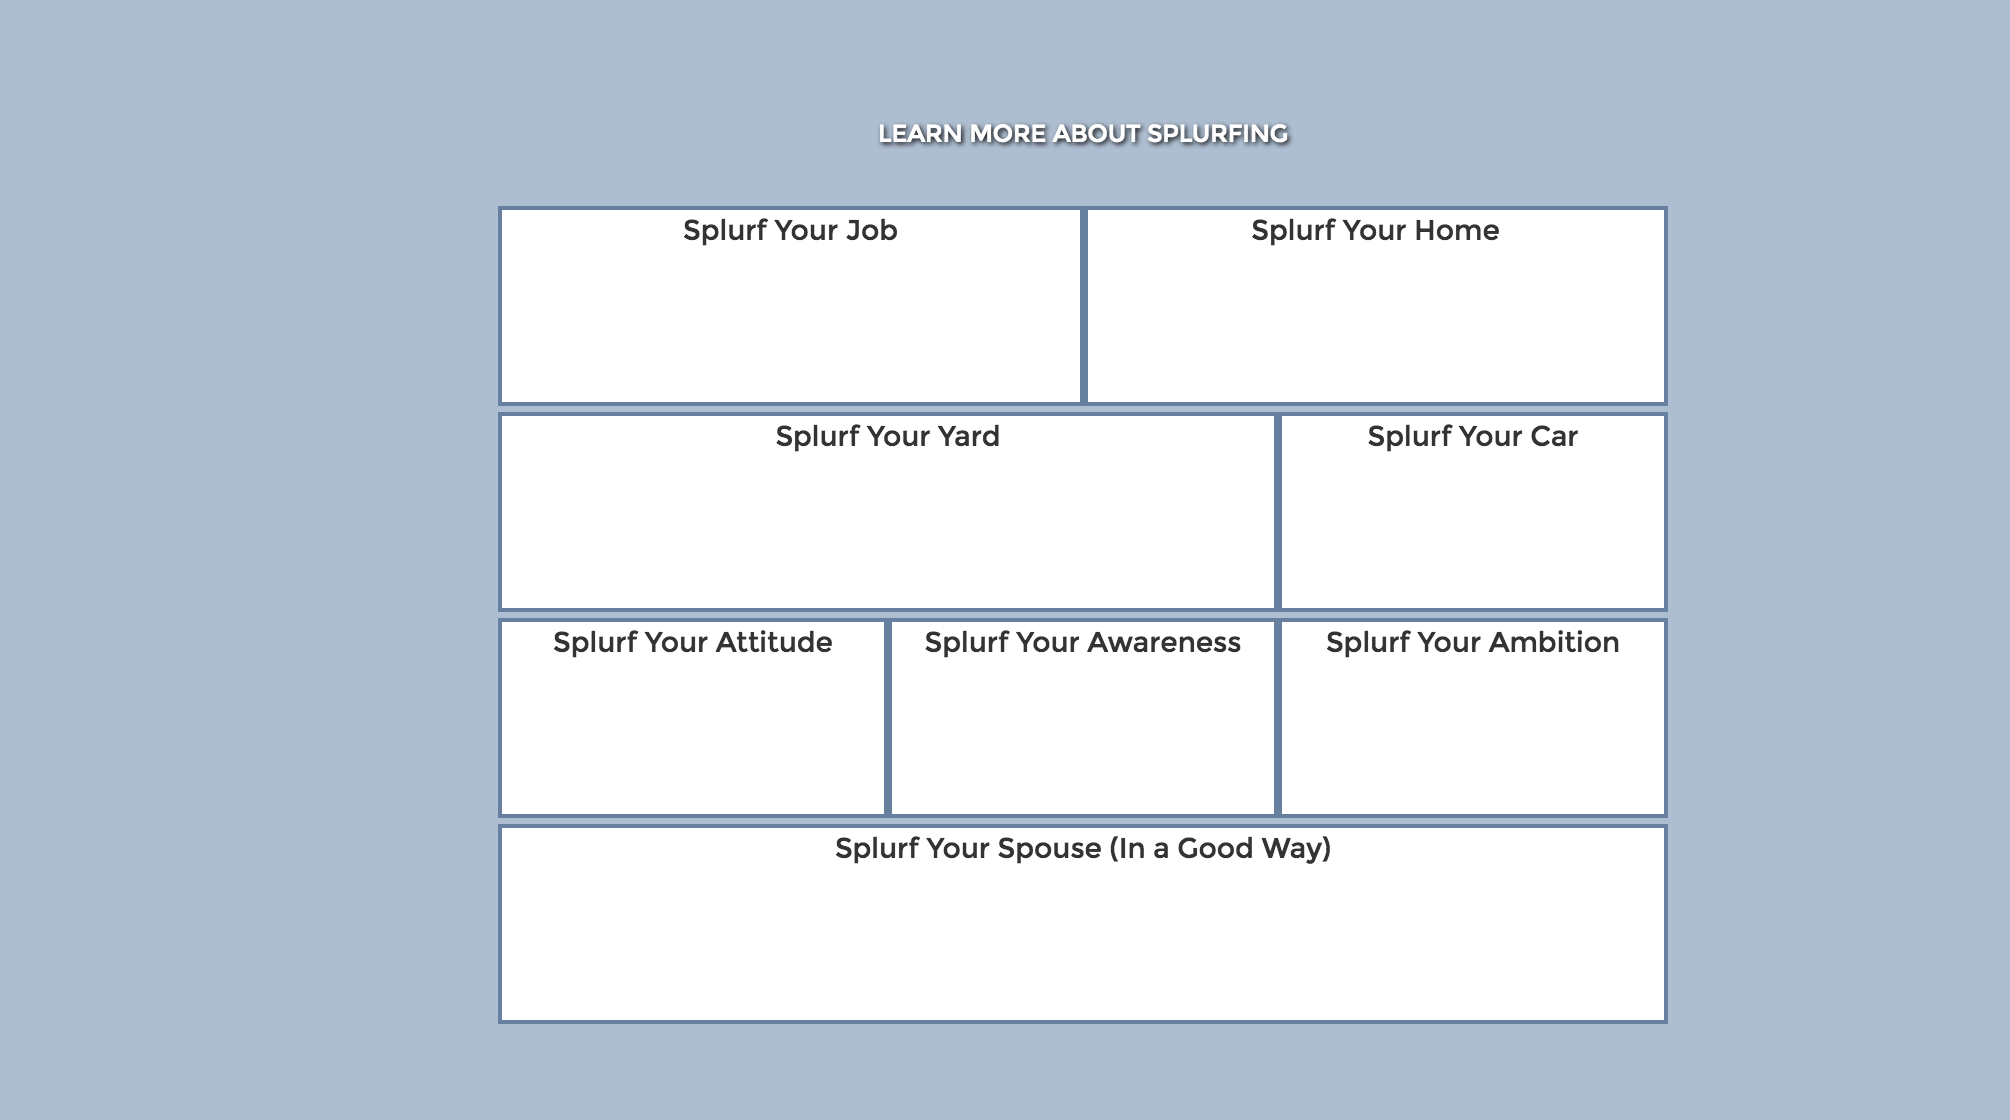 LEARN MORE ABOUT SPLURFING
Splurf Your Job
Splurf Your Home
Splurf Your Yard
Splurf Your Car
Splurf Your Attitude
Splurf Your Awareness
Splurf Your Ambition
Splurf Your Spouse (In a Good Way)